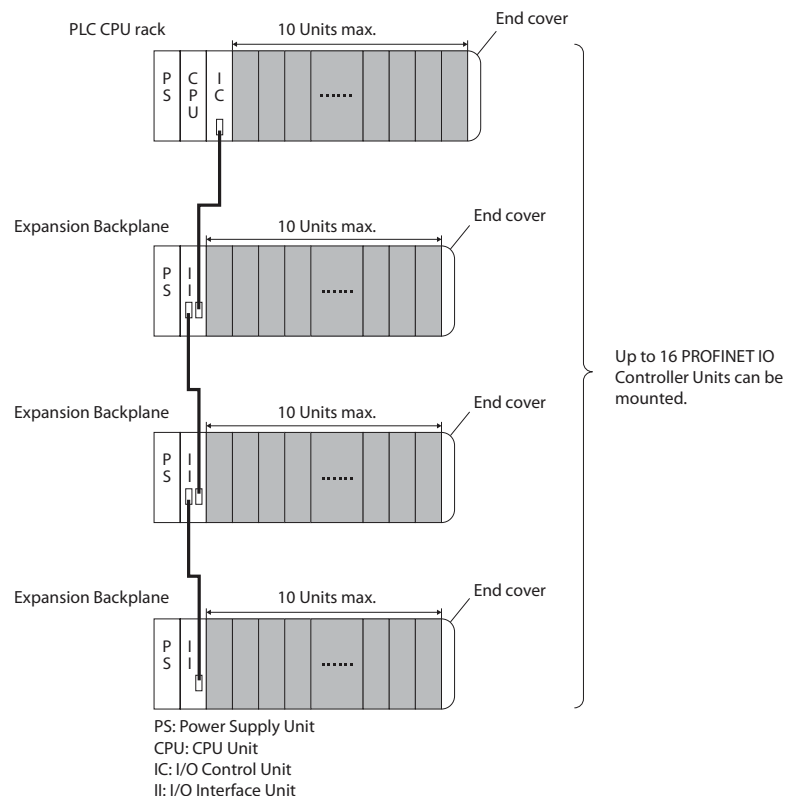 PLC CPU rack
10 Units max.
End cover
PS
CPU
IC
......
Expansion Backplane
10 Units max.
End cover
PS
II
......
Up to 16 PROFINET IO
Controller Units can be
mounted.
Expansion Backplane
10 Units max.
End cover
PS
II
......
Expansion Backplane
10 Units max.
End cover
PS
II
......
PS: Power Supply Unit
CPU: CPU Unit
IC: I/O Control Unit
II: I/O Interface Unit